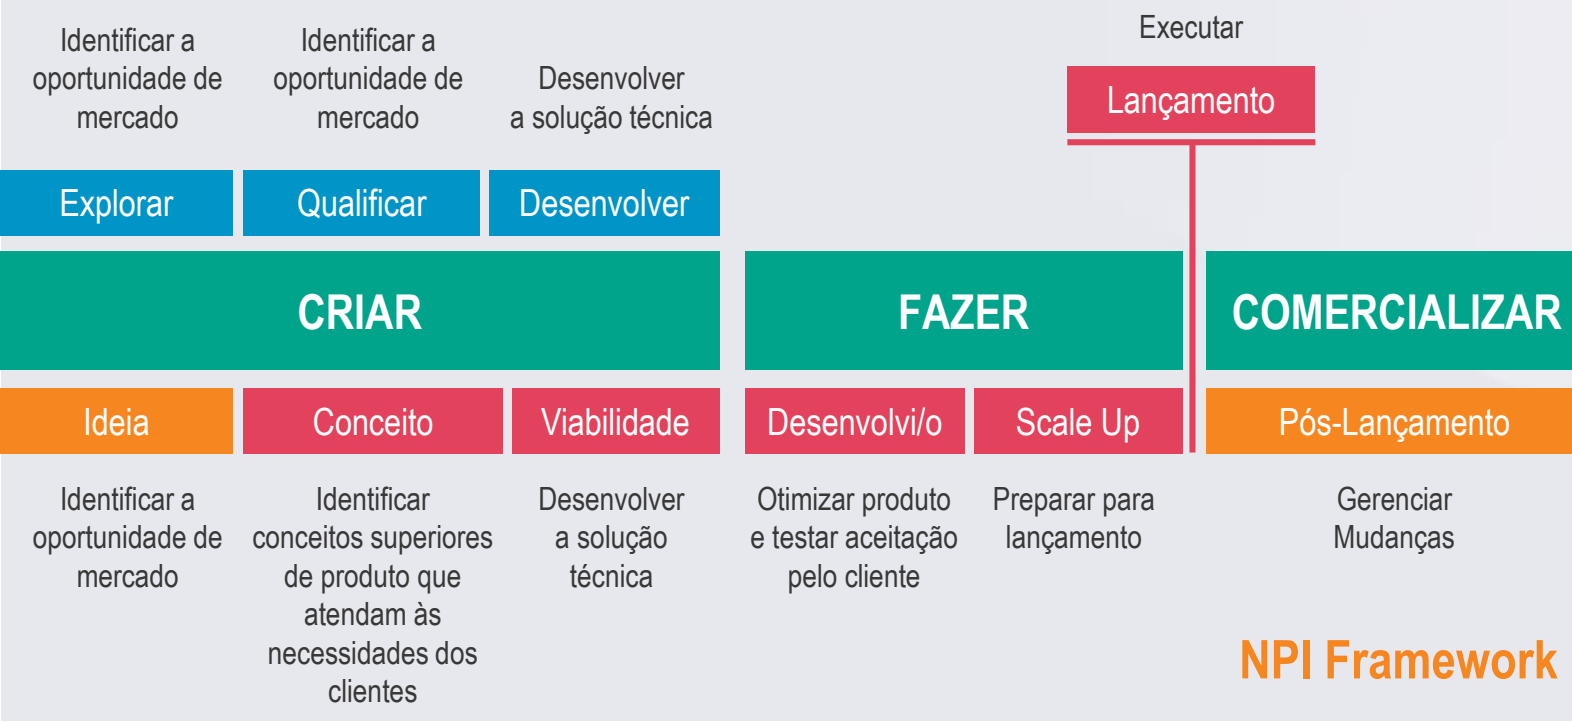 Identificar a
oportunidade de
mercado
Identificar a
oportunidade de
mercado
Desenvolver
a solução técnica
Executar
Lançamento
Explorar
Qualificar
Desenvolver
CRIAR
FAZER
COMERCIALIZAR
Ideia
Conceito
Viabilidade
Desenvolvi/o
Scale Up
Pós-Lançamento
Identificar a
oportunidade de
mercado
Identificar
conceitos superiores
de produto que
atendam às
necessidades dos
clientes
Desenvolver
a solução
técnica
Otimizar produto
e testar aceitação
pelo cliente
Preparar para
lançamento
Gerenciar
Mudanças
NPI Framework